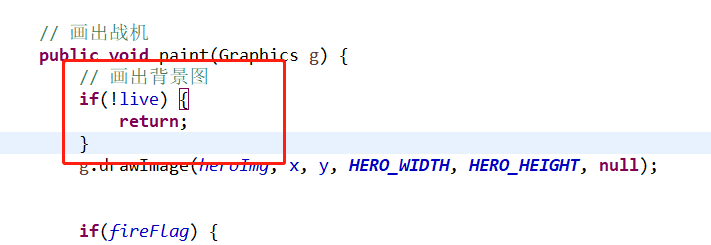 // 画出战机
public void paint(Graphics g) {
// 画出背景图
if(!live) {
return;
}
g.drawImage(heroImg, x, y, HERO_WIDTH, HERO_HEIGHT, null);
if(fireFlag) {